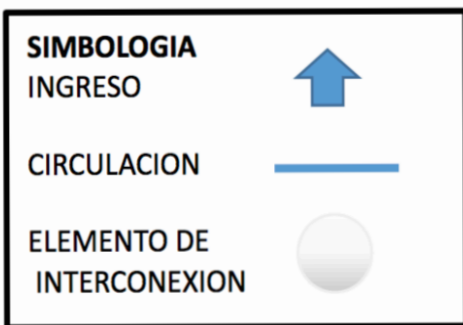 SIMBOLOGIA
INGRESO
CIRCULACION
ELEMENTO DE
INTERCONEXION